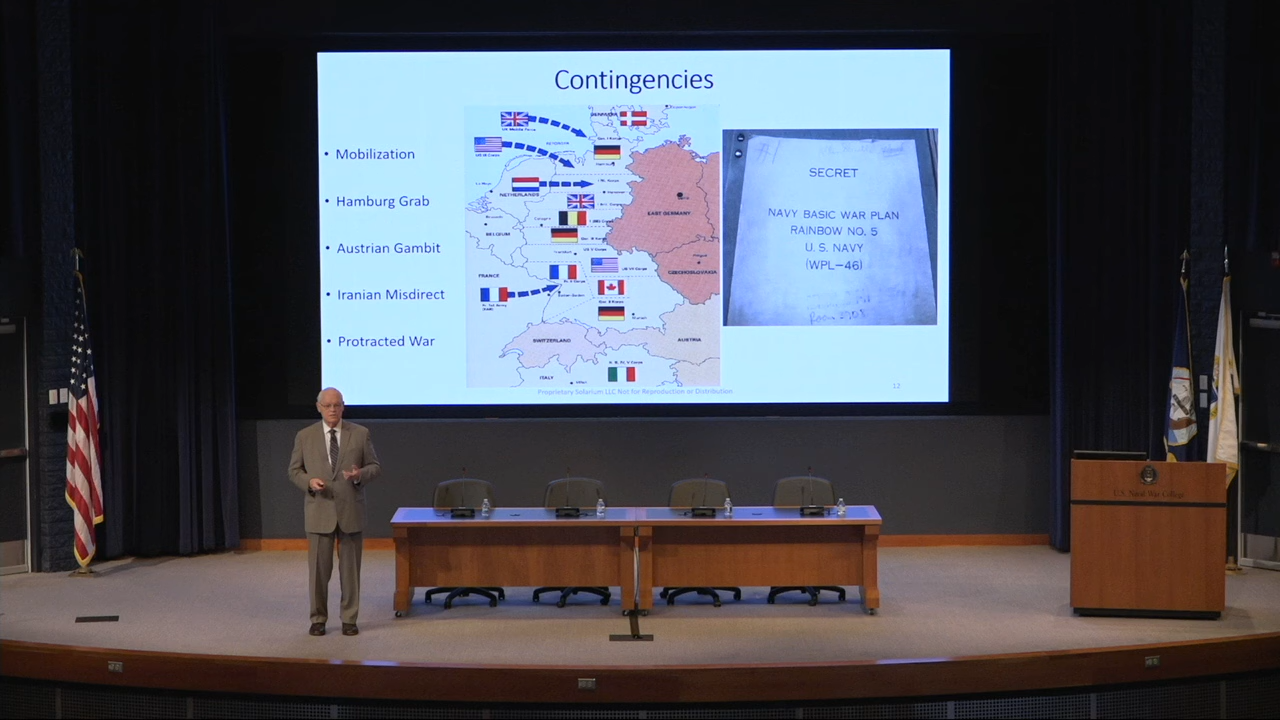 Contingencies
• Mobilization
• Hamburg Grab
• Austrian Gambit
• Iranian Misdirect
• Protracted War
DENMARK
NETHERLANDS
BELGIUM
EAST GERMANY
CZECHOSLOVAKIA
FRANCE
SWITZERLAND
AUSTRIA
ITALY
SECRET
NAVY BASIC WAR PLAN
RAINBOW NO. 5
U. S. NAVY
(WPL-46)
Proprietary Solarium LLC Not for Reproduction or Distribution
12
U.S. Naval War College